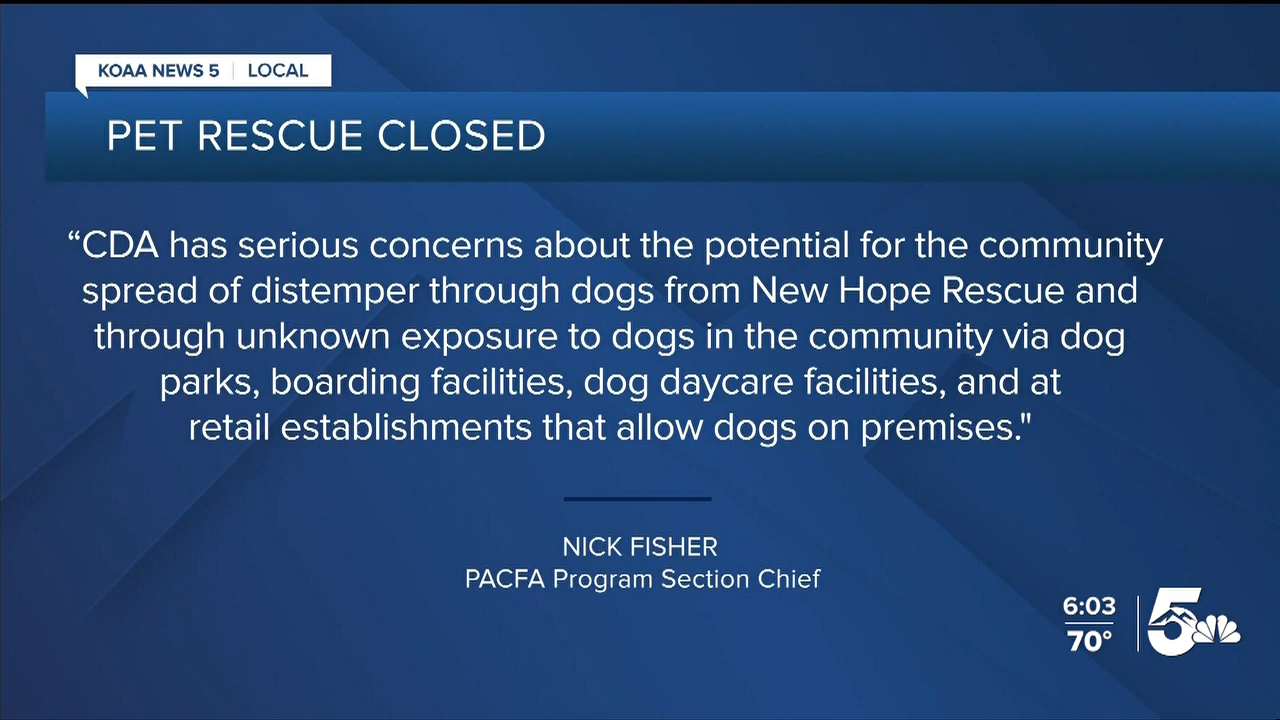 KOAA NEWS 5 | LOCAL
PET RESCUE CLOSED
“CDA has serious concerns about the potential for the community
spread of distemper through dogs from New Hope Rescue and
through unknown exposure to dogs in the community via dog
parks, boarding facilities, dog daycare facilities, and at
retail establishments that allow dogs on premises."
NICK FISHER
PACFA Program Section Chief
6:03
70°
5